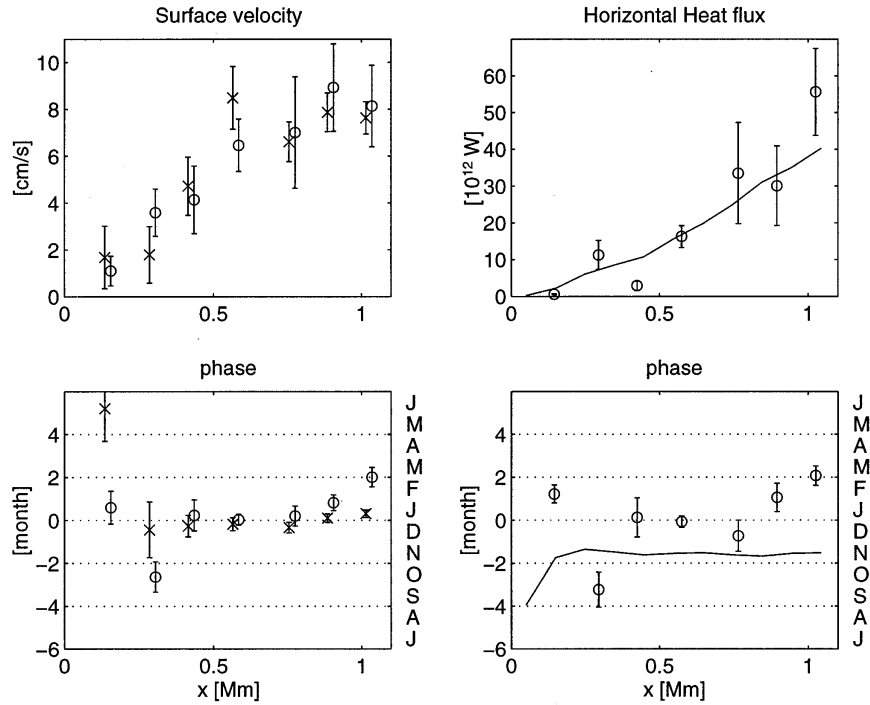 Surface velocity
[cm/s]
10
8
6
4
2
0
0
0.5
1
Horizontal Heat flux
[10¹² W]
60
50
40
30
20
10
0
0
0.5
1
phase
[month]
4
2
0
−2
−4
−6
0
0.5
1
x [Mm]
J
M
A
M
F
J
D
N
O
S
A
J
phase
[month]
4
2
0
−2
−4
−6
0
0.5
1
x [Mm]
J
M
A
M
F
J
D
N
O
S
A
J